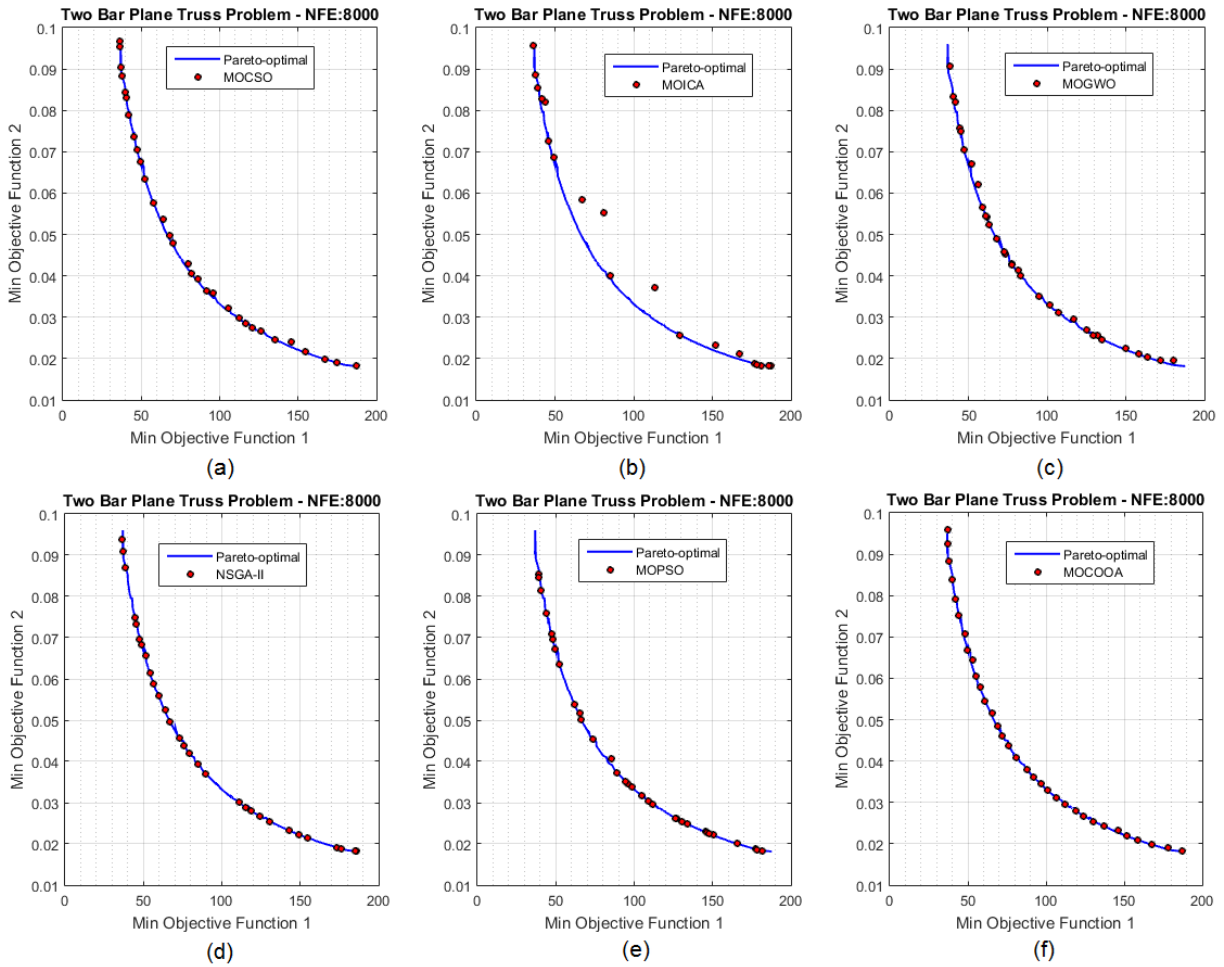 Two Bar Plane Truss Problem - NFE:8000
Pareto-optimal
MOCSO
Min Objective Function 2
0.1
0.09
0.08
0.07
0.06
0.05
0.04
0.03
0.02
0.01
0 50 100 150 200
Min Objective Function 1
(a)
Two Bar Plane Truss Problem - NFE:8000
Pareto-optimal
MOICA
Min Objective Function 2
0.1
0.09
0.08
0.07
0.06
0.05
0.04
0.03
0.02
0.01
0 50 100 150 200
Min Objective Function 1
(b)
Two Bar Plane Truss Problem - NFE:8000
Pareto-optimal
MOGWO
Min Objective Function 2
0.1
0.09
0.08
0.07
0.06
0.05
0.04
0.03
0.02
0.01
0 50 100 150 200
Min Objective Function 1
(c)
Two Bar Plane Truss Problem - NFE:8000
Pareto-optimal
NSGA-II
Min Objective Function 2
0.1
0.09
0.08
0.07
0.06
0.05
0.04
0.03
0.02
0.01
0 50 100 150 200
Min Objective Function 1
(d)
Two Bar Plane Truss Problem - NFE:8000
Pareto-optimal
MOPSO
Min Objective Function 2
0.1
0.09
0.08
0.07
0.06
0.05
0.04
0.03
0.02
0.01
0 50 100 150 200
Min Objective Function 1
(e)
Two Bar Plane Truss Problem - NFE:8000
Pareto-optimal
MOCOOA
Min Objective Function 2
0.1
0.09
0.08
0.07
0.06
0.05
0.04
0.03
0.02
0.01
0 50 100 150 200
Min Objective Function 1
(f)